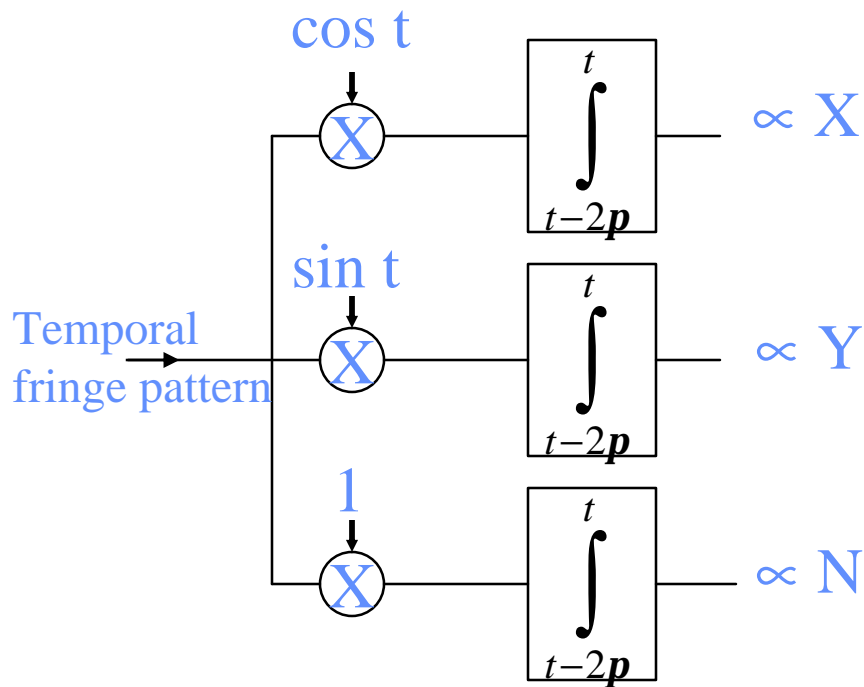 cos t
X
∫
t
t−2p
∝ X
sin t
Temporal
fringe pattern
X
∫
t
t−2p
∝ Y
1
X
∫
t
t−2p
∝ N